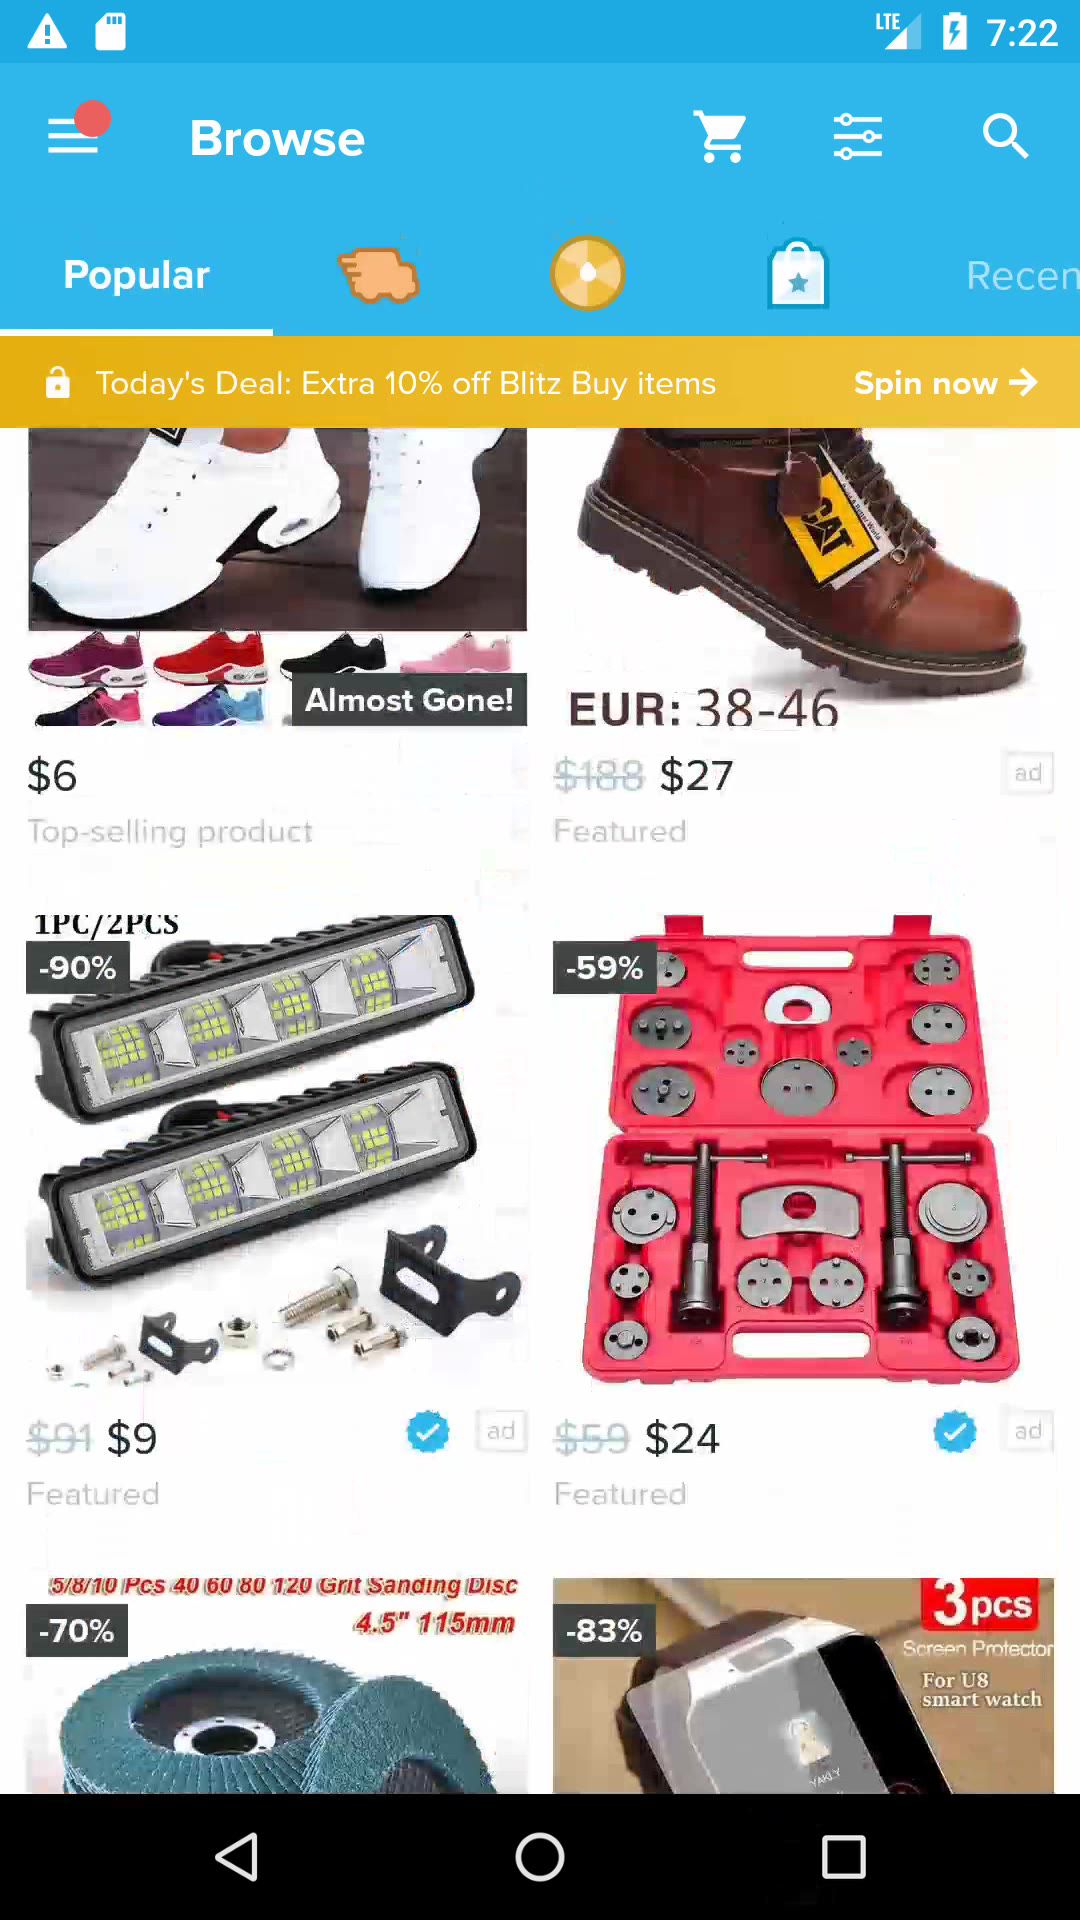 LTE 7:22
Browse
Popular
Recen
Today's Deal: Extra 10% off Blitz Buy items
Spin now
CAT
Almost Gone!
EUR: 38-46
$6
$188 $27
ad
Top-selling product
Featured
1PC/2PCS
-90%
-59%
$91 $9
ad
$59 $24
ad
Featured
Featured
5/8/10 Pcs 40 60 80 120 Grit Sanding Disc
4.5" 115mm
-70%
-83%
3pcs
Screen Protector
For U8
smart watch
YAKLY